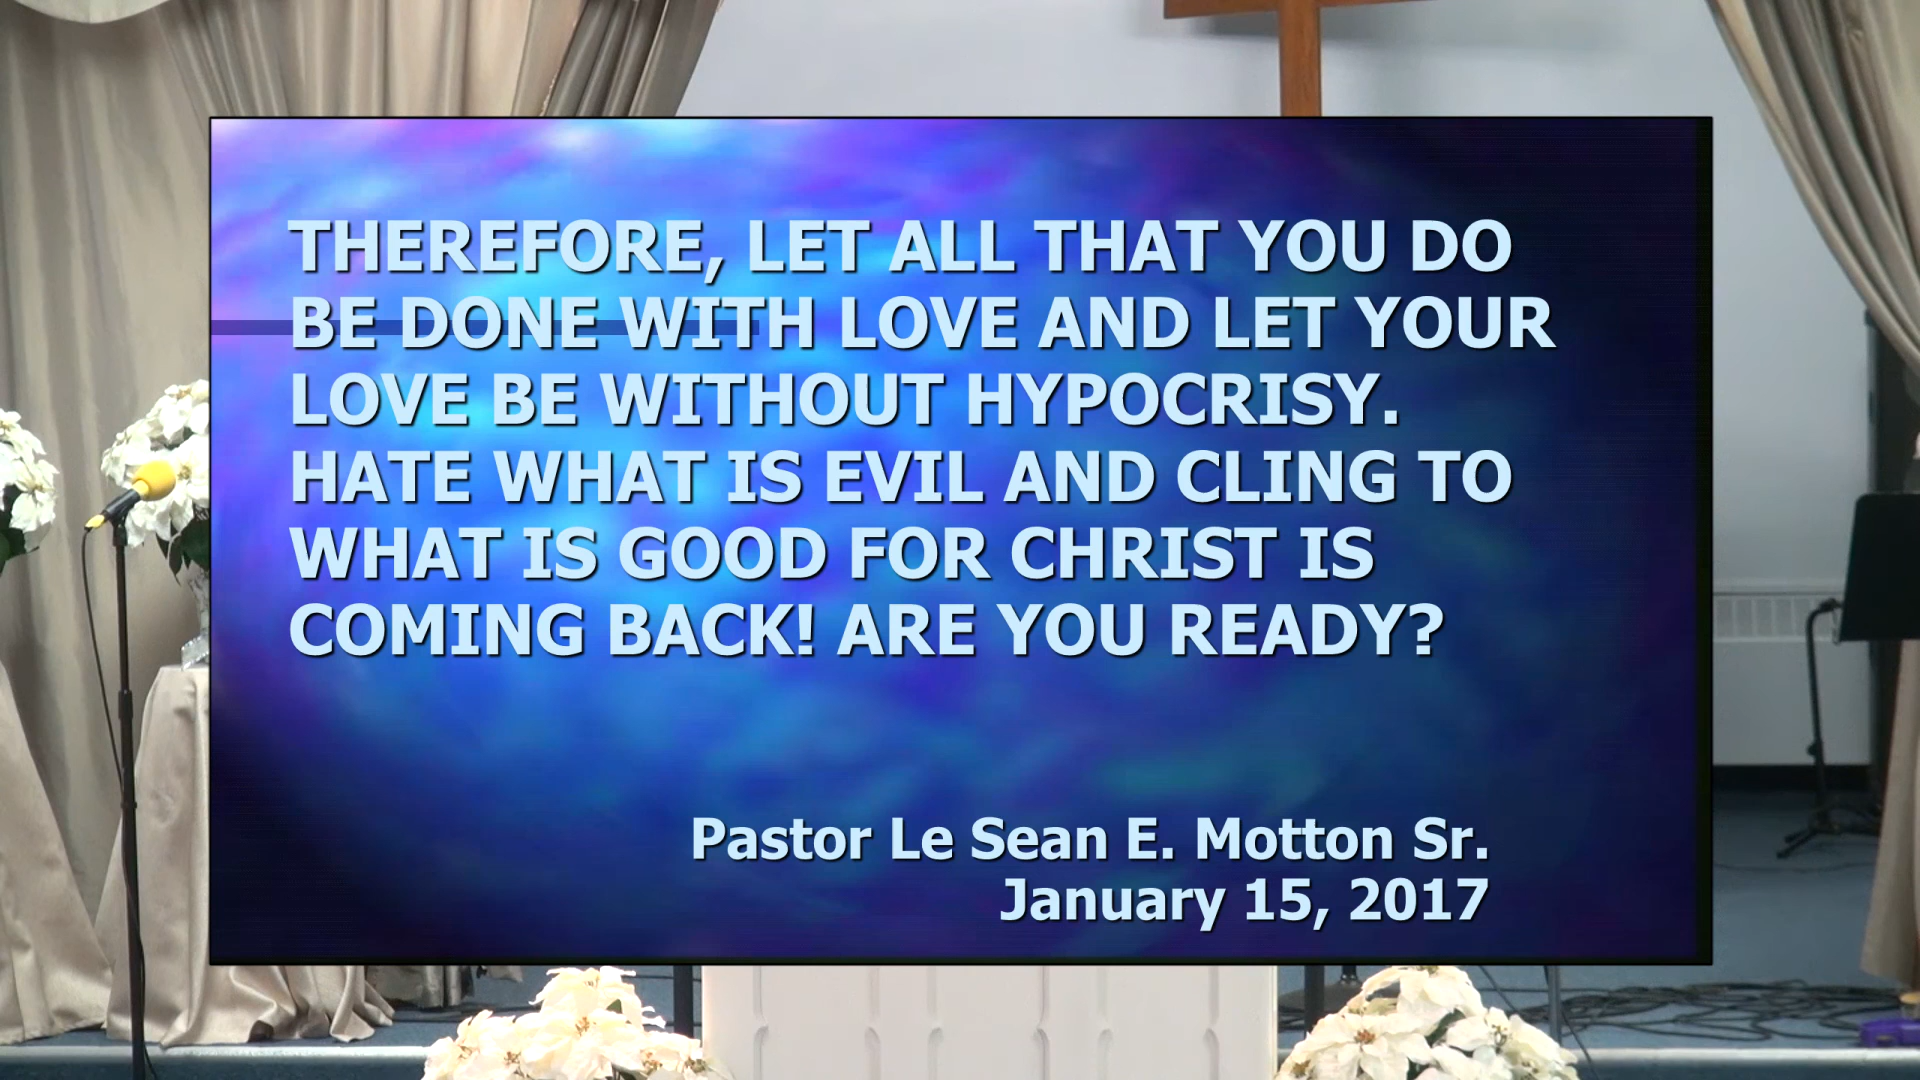 THEREFORE, LET ALL THAT YOU DO
BE DONE WITH LOVE AND LET YOUR
LOVE BE WITHOUT HYPOCRISY.
HATE WHAT IS EVIL AND CLING TO
WHAT IS GOOD FOR CHRIST IS
COMING BACK! ARE YOU READY?
Pastor Le Sean E. Motton Sr.
January 15, 2017